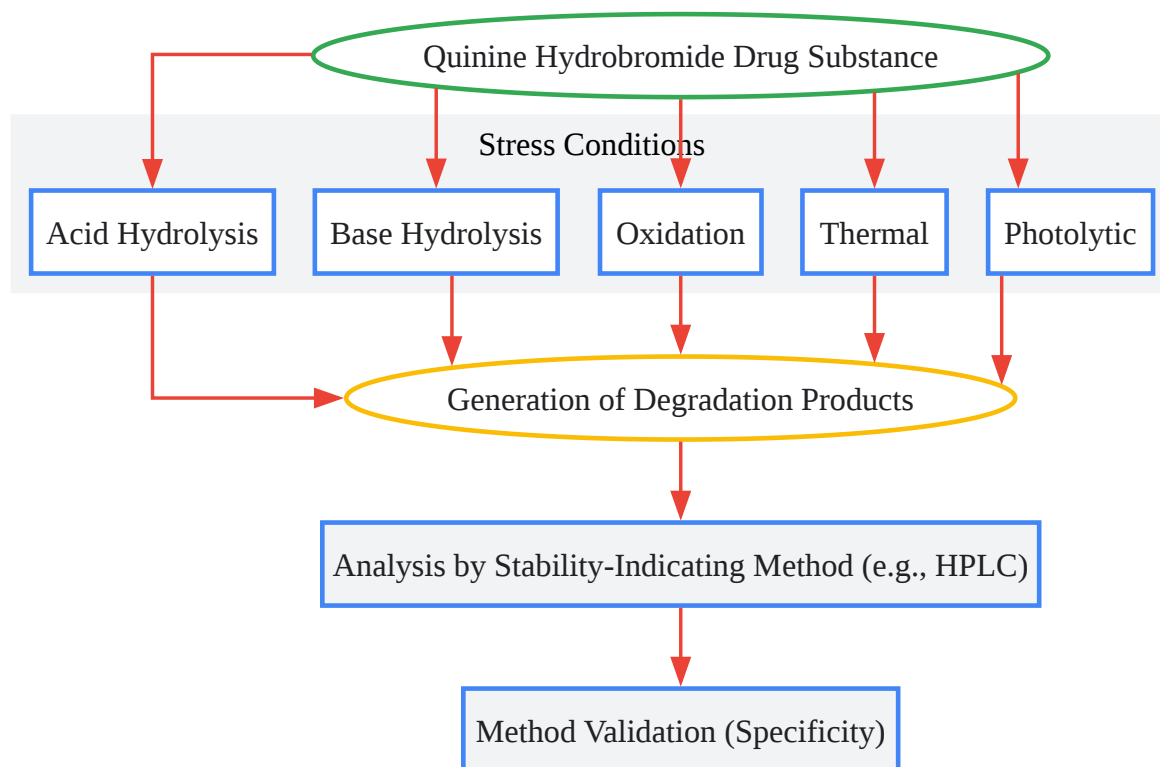 Quinine Hydrobromide Drug Substance
Stress Conditions
Acid Hydrolysis
Base Hydrolysis
Oxidation
Thermal
Photolytic
Generation of Degradation Products
Analysis by Stability-Indicating Method (e.g., HPLC)
Method Validation (Specificity)